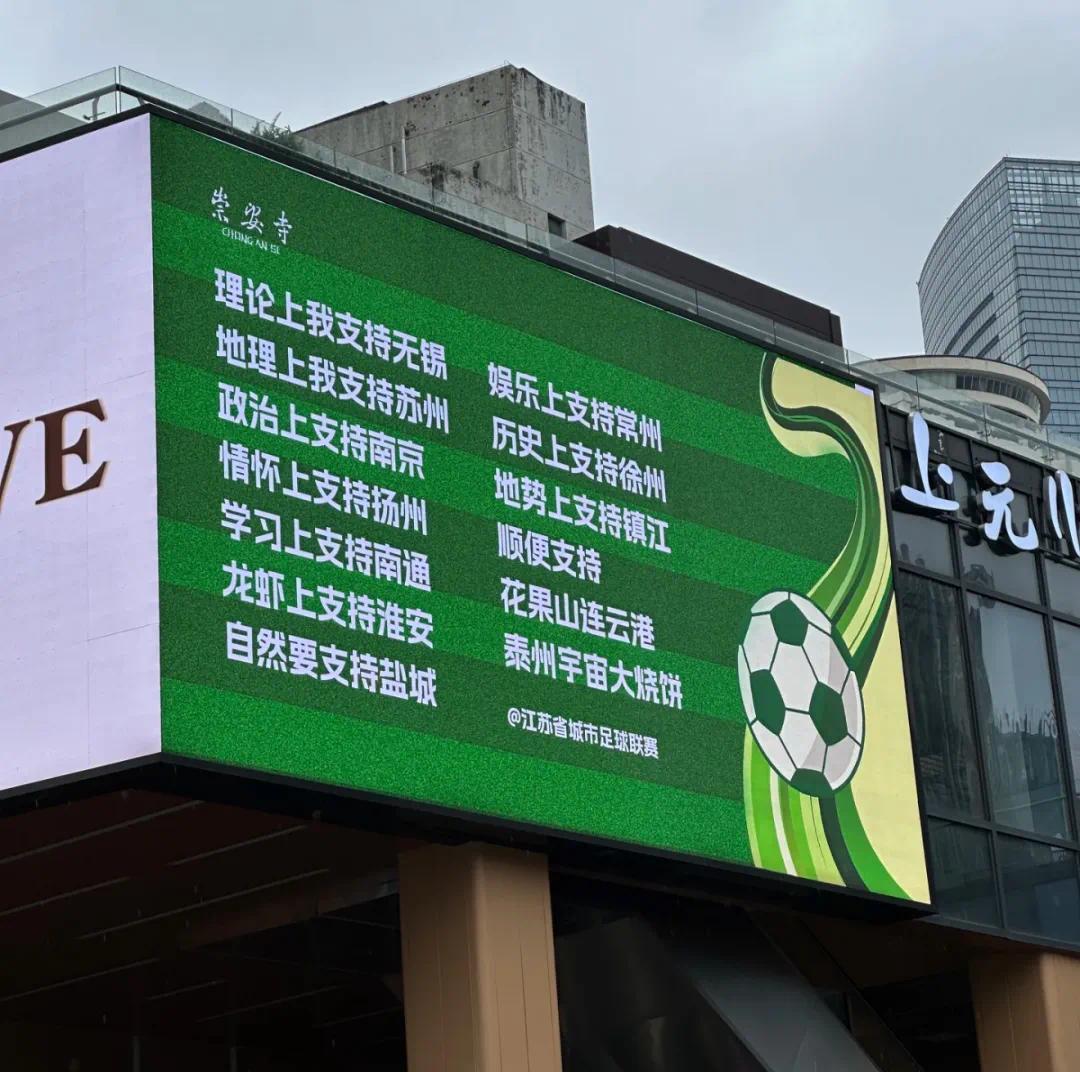 崇安寺
CHONG AN SI
理论上我支持无锡
地理上我支持苏州
政治上支持南京
情怀上支持扬州
学习上支持南通
龙虾上支持淮安
自然要支持盐城
娱乐上支持常州
历史上支持徐州
地势上支持镇江
顺便支持
花果山连云港
泰州宇宙大烧饼
@江苏省城市足球联赛
VE
上元